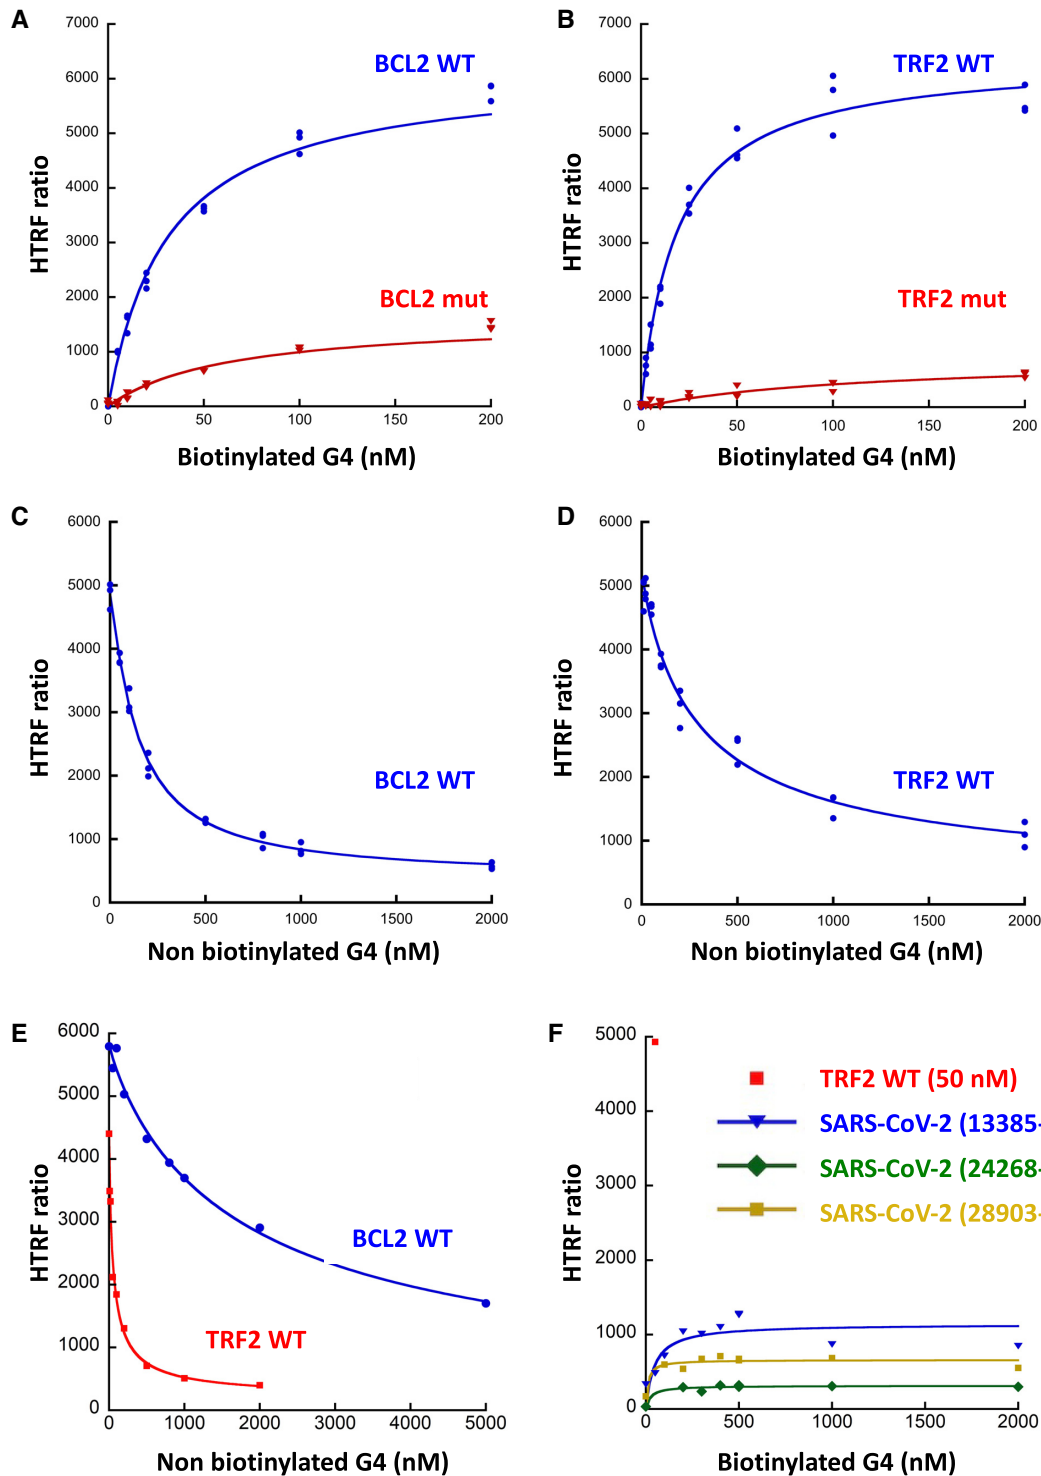 A
7000
6000
5000
4000
3000
2000
1000
0
HTRF ratio
BCL2 WT
BCL2 mut
0 50 100 150 200
Biotinylated G4 (nM)
B
7000
6000
5000
4000
3000
2000
1000
0
HTRF ratio
TRF2 WT
TRF2 mut
0 50 100 150 200
Biotinylated G4 (nM)
C
6000
5000
4000
3000
2000
1000
0
HTRF ratio
BCL2 WT
0 500 1000 1500 2000
Non biotinylated G4 (nM)
D
6000
5000
4000
3000
2000
1000
0
HTRF ratio
TRF2 WT
0 500 1000 1500 2000
Non biotinylated G4 (nM)
E
6000
5000
4000
3000
2000
1000
0
HTRF ratio
BCL2 WT
TRF2 WT
0 1000 2000 3000 4000 5000
Non biotinylated G4 (nM)
F
5000
4000
3000
2000
1000
0
HTRF ratio
TRF2 WT (50 nM)
SARS-CoV-2 (13385-
SARS-CoV-2 (24268-
SARS-CoV-2 (28903-
0 500 1000 1500 2000
Biotinylated G4 (nM)